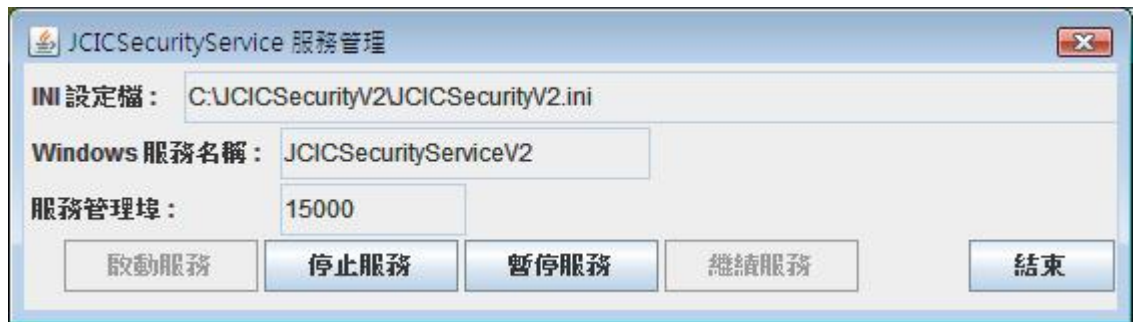 JCICSecurityService 服務管理
INI 設定檔： C:\JCICSecurityV2\JCICSecurityV2.ini
Windows 服務名稱： JCICSecurityServiceV2
服務管理埠： 15000
啟動服務 停止服務 暫停服務 繼續服務 結束